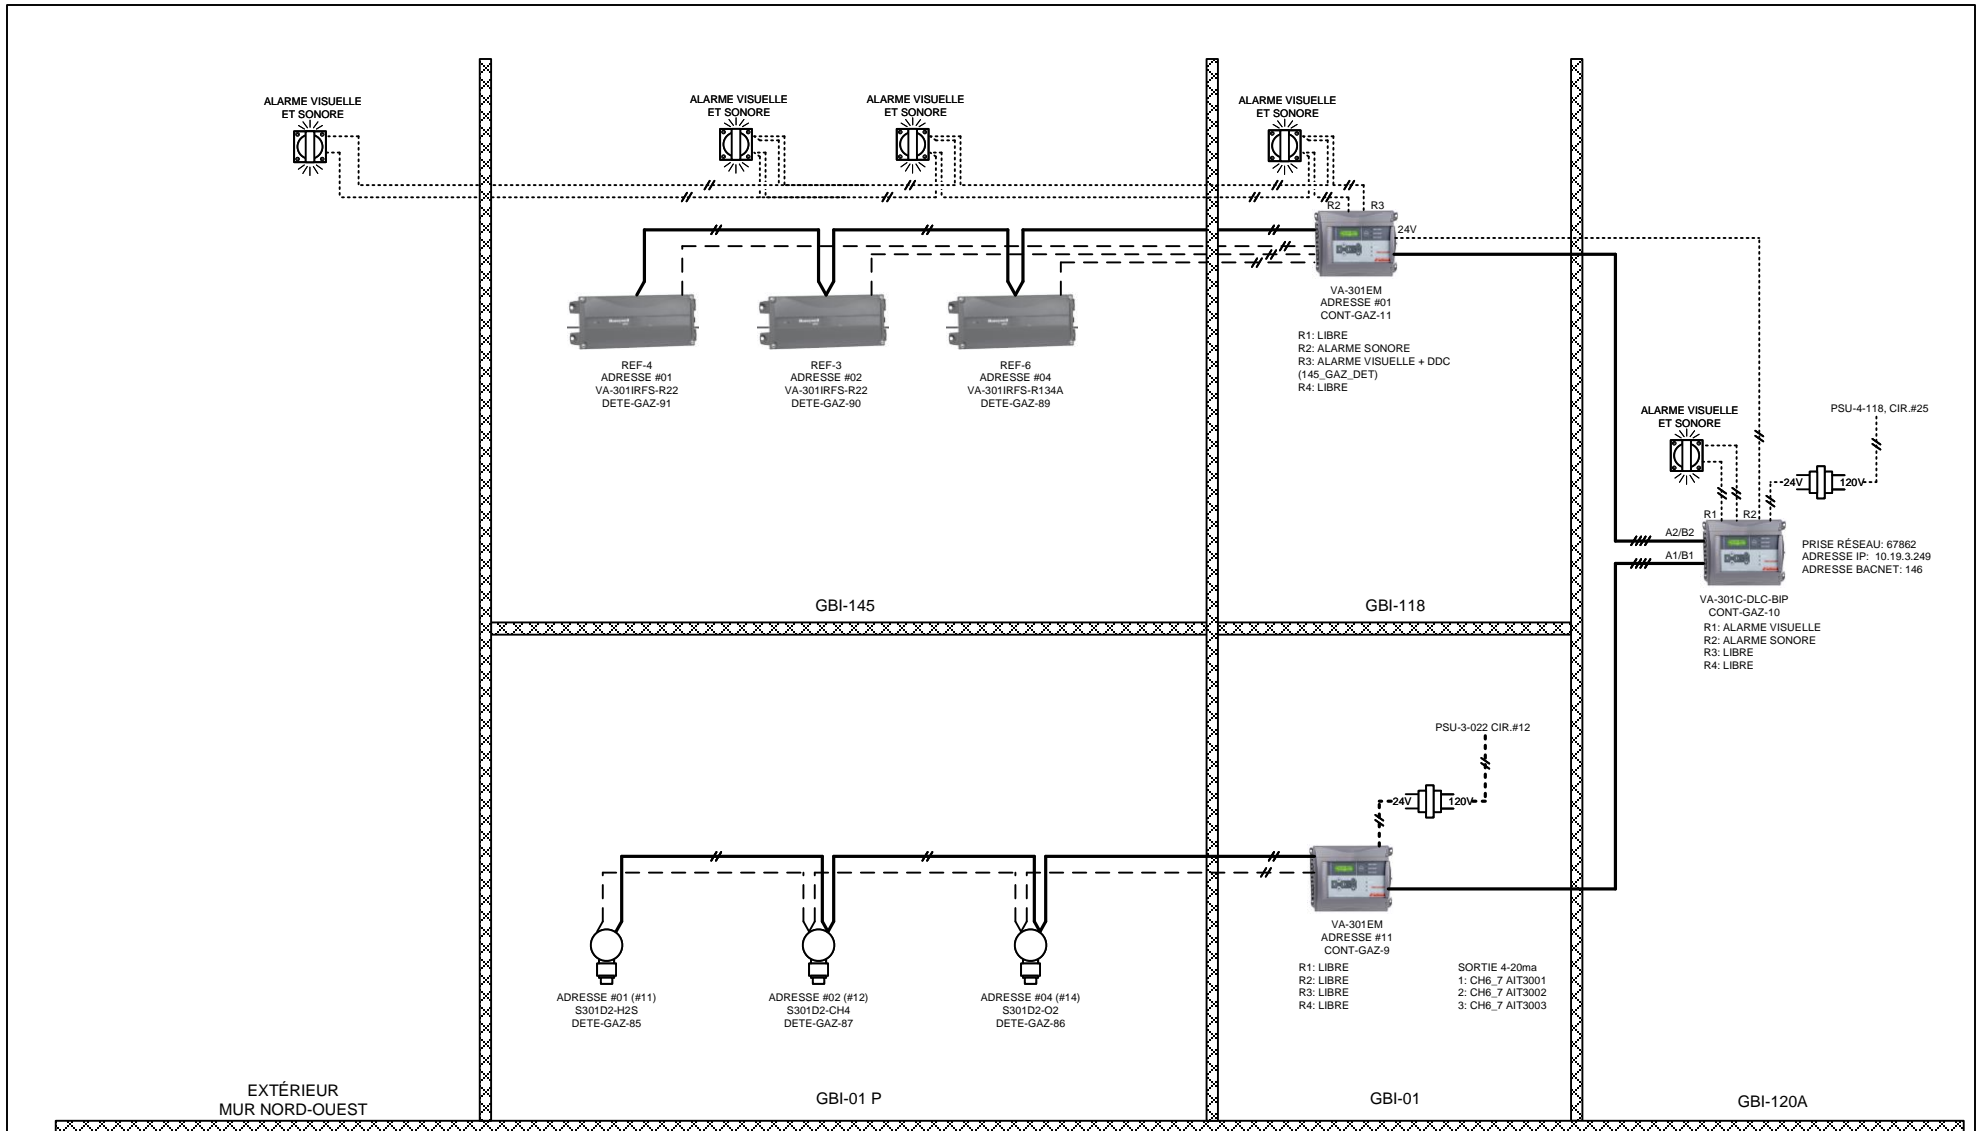 ALARME VISUELLE
ET SONORE
ALARME VISUELLE
ET SONORE
ALARME VISUELLE
ET SONORE
ALARME VISUELLE
ET SONORE
R2
R3
24V
VA-301EM
ADRESSE #01
CONT-GAZ-11
R1: LIBRE
R2: ALARME SONORE
R3: ALARME VISUELLE + DDC
(145_GAZ_DET)
R4: LIBRE
REF-4
ADRESSE #01
VA-301IRFS-R22
DETE-GAZ-91
REF-3
ADRESSE #02
VA-301IRFS-R22
DETE-GAZ-90
REF-6
ADRESSE #04
VA-301IRFS-R134A
DETE-GAZ-89
ALARME VISUELLE
ET SONORE
PSU-4-118, CIR.#25
24V
120V
R1
R2
A2/B2
A1/B1
PRISE RÉSEAU: 67862
ADRESSE IP: 10.19.3.249
ADRESSE BACNET: 146
VA-301C-DLC-BIP
CONT-GAZ-10
R1: ALARME VISUELLE
R2: ALARME SONORE
R3: LIBRE
R4: LIBRE
GBI-145
GBI-118
PSU-3-022 CIR.#12
24V
120V
VA-301EM
ADRESSE #11
CONT-GAZ-9
R1: LIBRE
R2: LIBRE
R3: LIBRE
R4: LIBRE
SORTIE 4-20ma
1: CH6_7 AIT3001
2: CH6_7 AIT3002
3: CH6_7 AIT3003
ADRESSE #01 (#11)
S301D2-H2S
DETE-GAZ-85
ADRESSE #02 (#12)
S301D2-CH4
DETE-GAZ-87
ADRESSE #04 (#14)
S301D2-O2
DETE-GAZ-86
EXTÉRIEUR
MUR NORD-OUEST
GBI-01 P
GBI-01
GBI-120A